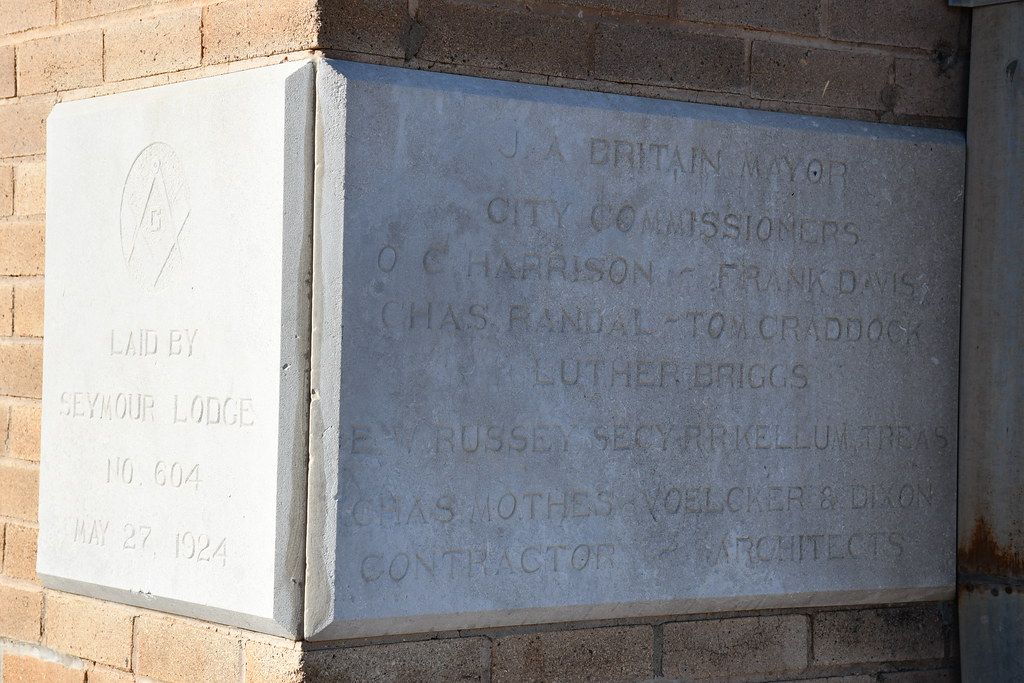 G
LAID BY
SEYMOUR LODGE
NO. 604
MAY 27, 1924
J. A BRITAIN MAYOR
CITY COMMISSIONERS
O C. HARRISON ~ FRANK DAVIS
CHAS. RANDAL ~ TOM CRADDOCK
LUTHER BRIGGS
RUSSEY SECY. R.R. KELLUM. TREAS
CHAS MOTHES ~ VOELCKER & DIXON
CONTRACTOR ~ ARCHITECTS